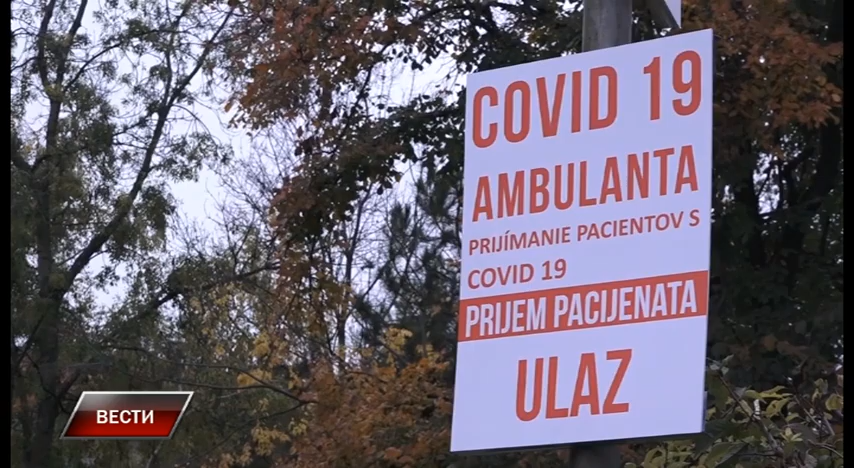 COVID 19
AMBULANTA
PRIJÍMANIE PACIENTOV S
COVID 19
PRIJEM PACIJENATA
ULAZ
ВЕСТИ